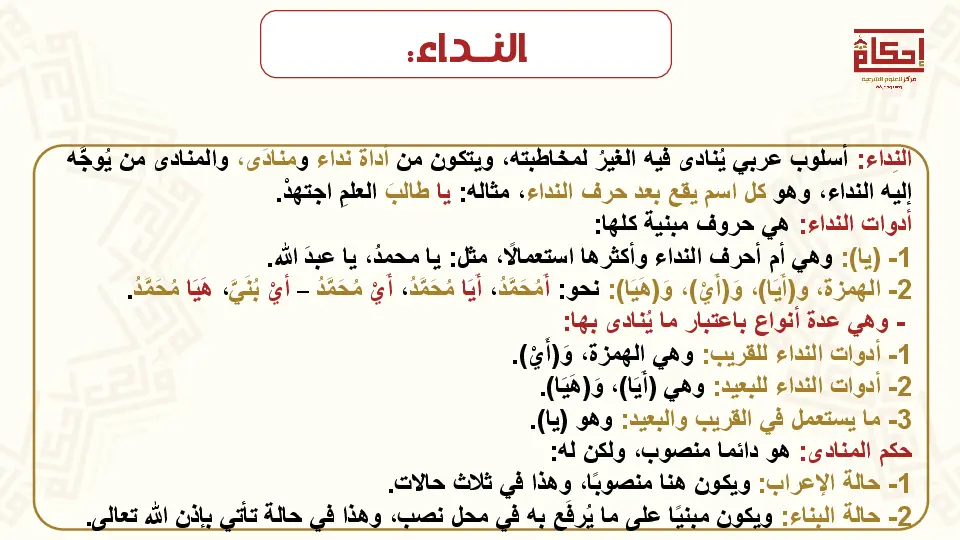 النــداء:
إحكام
مركز للعلوم الشرعية
النِداء: أسلوب عربي يُنادى فيه الغيرُ لمخاطبته، ويتكون من أداة نداء ومنادَى، والمنادى من يُوجَّه
إليه النداء، وهو كل اسم يقع بعد حرف النداء، مثاله: يا طالبَ العلمِ اجتهدْ.
أدوات النداء: هي حروف مبنية كلها:
1- (يا): وهي أم أحرف النداء وأكثرها استعمالًا، مثل: يا محمدُ، يا عبدَ الله.
2- الهمزة، و(أَيَا)، وَ(أَيْ)، وَ(هَيَا): نحو: أَمُحَمَّدُ، أَيَا مُحَمَّدُ، أَيْ مُحَمَّدُ – أيْ بُنَيَّ، هَيَا مُحَمَّدُ.
- وهي عدة أنواع باعتبار ما يُنادى بها:
1- أدوات النداء للقريب: وهي الهمزة، وَ(أَيْ).
2- أدوات النداء للبعيد: وهي (أَيَا)، وَ(هَيَا).
3- ما يستعمل في القريب والبعيد: وهو (يا).
حكم المنادى: هو دائما منصوب، ولكن له:
1- حالة الإعراب: ويكون هنا منصوبًا، وهذا في ثلاث حالات.
2- حالة البناء: ويكون مبنيًا على ما يُرفَع به في محل نصب، وهذا في حالة تأتي بإذن الله تعالى.